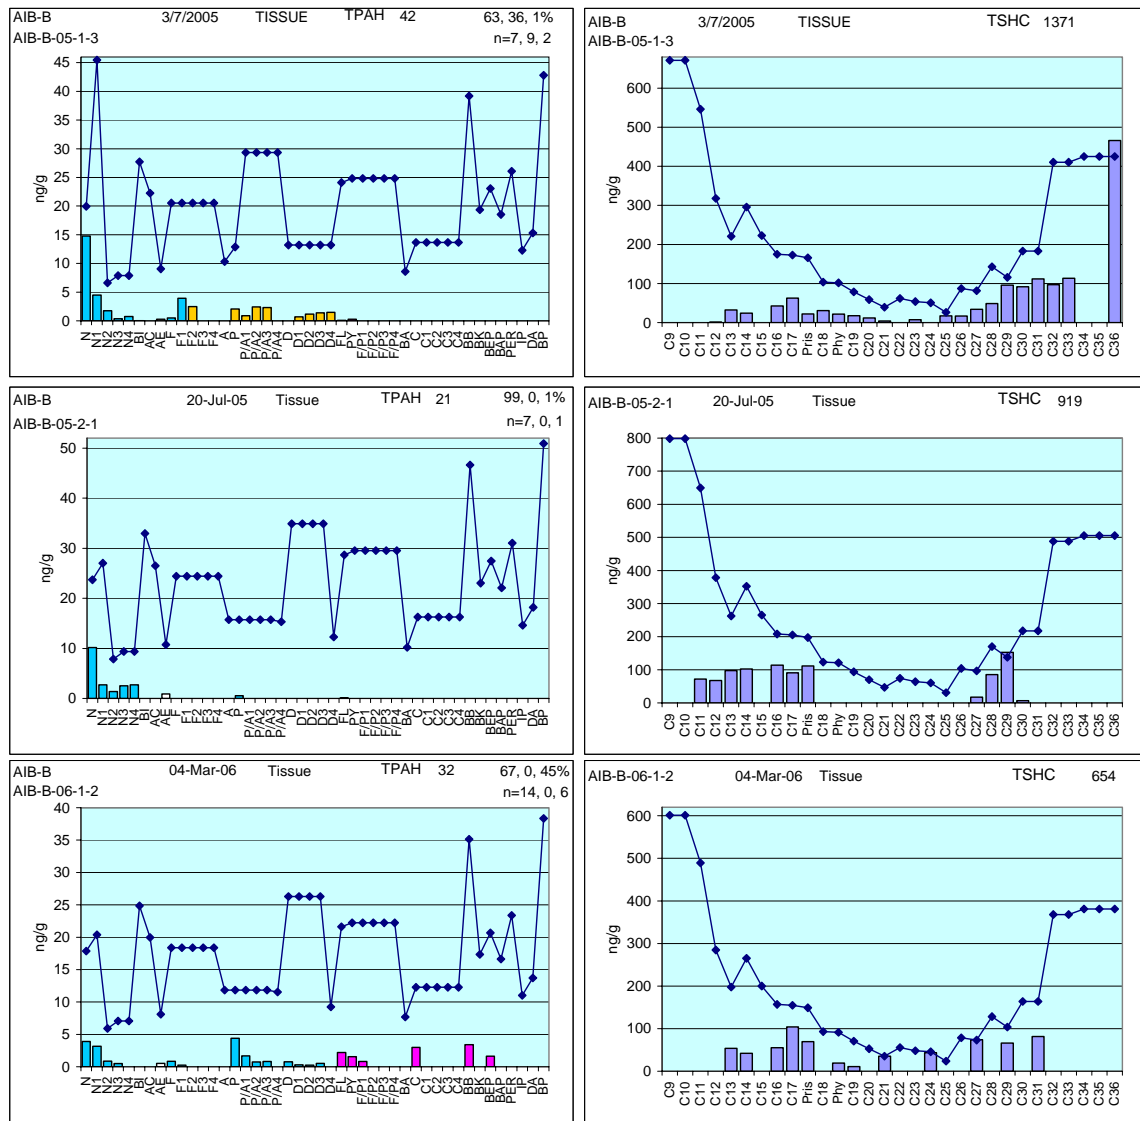 AIB-B 3/7/2005 TISSUE TPAH 42 63, 36, 1%
AIB-B-05-1-3 n=7, 9, 2
45
40
35
30
25
20
15
10
5
0
ng/g
N N1 N2 N3 N4 BI AC AE F F1 F2 F3 F4 A P P/A1 P/A2 P/A3 P/A4 D D1 D2 D3 D4 FL PY F/P1 F/P2 F/P3 F/P4 BA C C1 C2 C3 C4 BB BK BEP BAP PER IP DA BP
AIB-B 3/7/2005 TISSUE TSHC 1371
AIB-B-05-1-3
600
500
400
300
200
100
0
ng/g
C9 C10 C11 C12 C13 C14 C15 C16 C17 Pris C18 Phy C19 C20 C21 C22 C23 C24 C25 C26 C27 C28 C29 C30 C31 C32 C33 C34 C35 C36
AIB-B 20-Jul-05 Tissue TPAH 21 99, 0, 1%
AIB-B-05-2-1 n=7, 0, 1
50
40
30
20
10
0
ng/g
N N1 N2 N3 N4 BI AC AE F F1 F2 F3 F4 A P P/A1 P/A2 P/A3 P/A4 D D1 D2 D3 D4 FL PY F/P1 F/P2 F/P3 F/P4 BA C C1 C2 C3 C4 BB BK BEP BAP PER IP DA BP
AIB-B 20-Jul-05 Tissue TSHC 919
AIB-B-05-2-1
800
700
600
500
400
300
200
100
0
ng/g
C9 C10 C11 C12 C13 C14 C15 C16 C17 Pris C18 Phy C19 C20 C21 C22 C23 C24 C25 C26 C27 C28 C29 C30 C31 C32 C33 C34 C35 C36
AIB-B 04-Mar-06 Tissue TPAH 32 67, 0, 45%
AIB-B-06-1-2 n=14, 0, 6
40
35
30
25
20
15
10
5
0
ng/g
N N1 N2 N3 N4 BI AC AE F F1 F2 F3 F4 A P P/A1 P/A2 P/A3 P/A4 D D1 D2 D3 D4 FL PY F/P1 F/P2 F/P3 F/P4 BA C C1 C2 C3 C4 BB BK BEP BAP PER IP DA BP
AIB-B 04-Mar-06 Tissue TSHC 654
AIB-B-06-1-2
600
500
400
300
200
100
0
ng/g
C9 C10 C11 C12 C13 C14 C15 C16 C17 Pris C18 Phy C19 C20 C21 C22 C23 C24 C25 C26 C27 C28 C29 C30 C31 C32 C33 C34 C35 C36